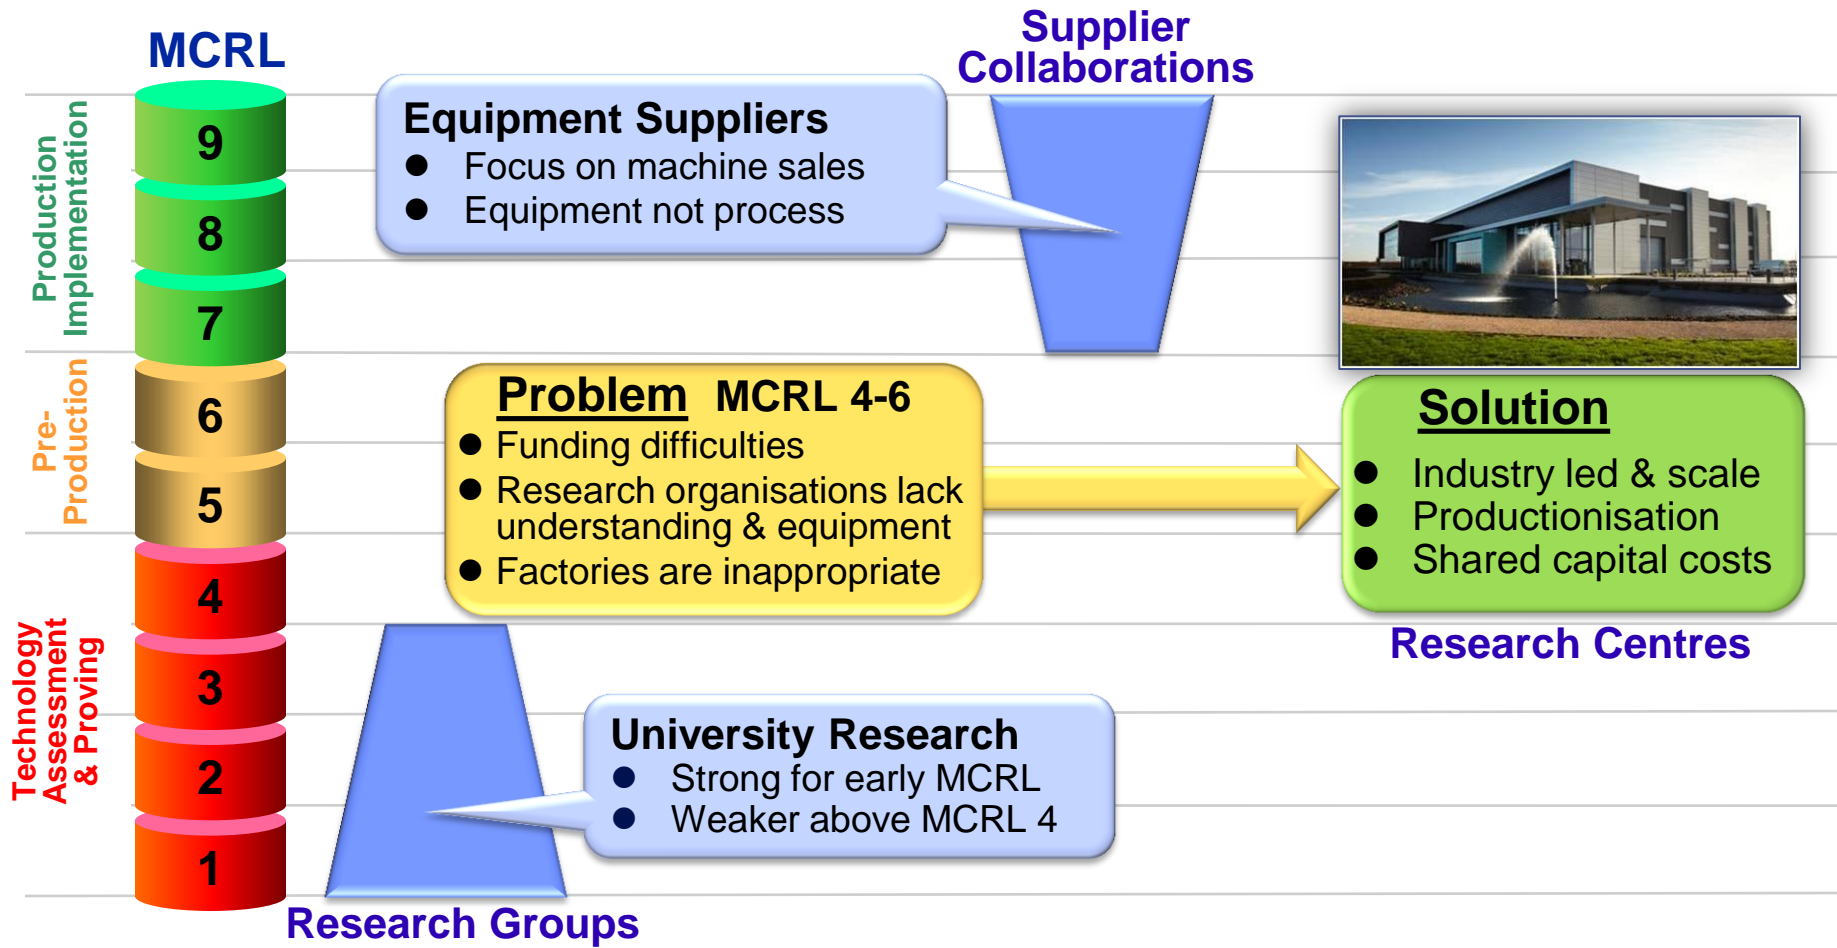 MCRL
9
8
7
6
5
4
3
2
1
Production
Implementation
Pre-
Production
Technology
Assessment
& Proving
Equipment Suppliers
● Focus on machine sales
● Equipment not process
Supplier
Collaborations
Problem MCRL 4-6
● Funding difficulties
● Research organisations lack
understanding & equipment
● Factories are inappropriate
Solution
● Industry led & scale
● Productionisation
● Shared capital costs
Research Centres
University Research
● Strong for early MCRL
● Weaker above MCRL 4
Research Groups